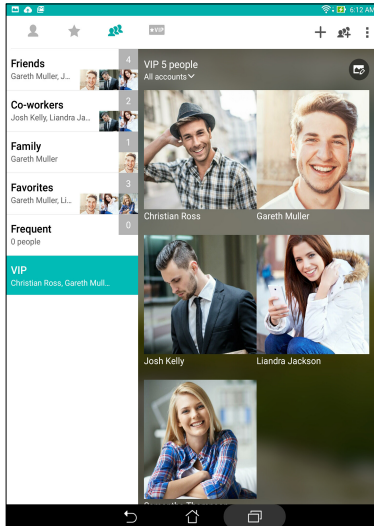 6:12 AM
VIP
Friends
4
Gareth Muller, J...
Co-workers
2
Josh Kelly, Liandra Ja...
Family
1
Gareth Muller
Favorites
3
Gareth Muller, Li...
Frequent
0
0 people
VIP
Christian Ross, Gareth Mull...
VIP 5 people
All accounts
Christian Ross
Gareth Muller
Josh Kelly
Liandra Jackson